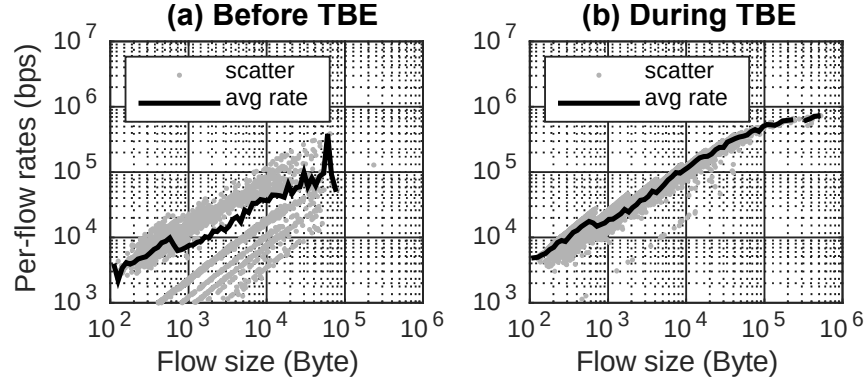 (a) Before TBE
Per-flow rates (bps)
10^7
10^6
10^5
10^4
10^3
scatter
avg rate
10^2 10^3 10^4 10^5 10^6
Flow size (Byte)
(b) During TBE
10^7
10^6
10^5
10^4
10^3
scatter
avg rate
10^2 10^3 10^4 10^5 10^6
Flow size (Byte)